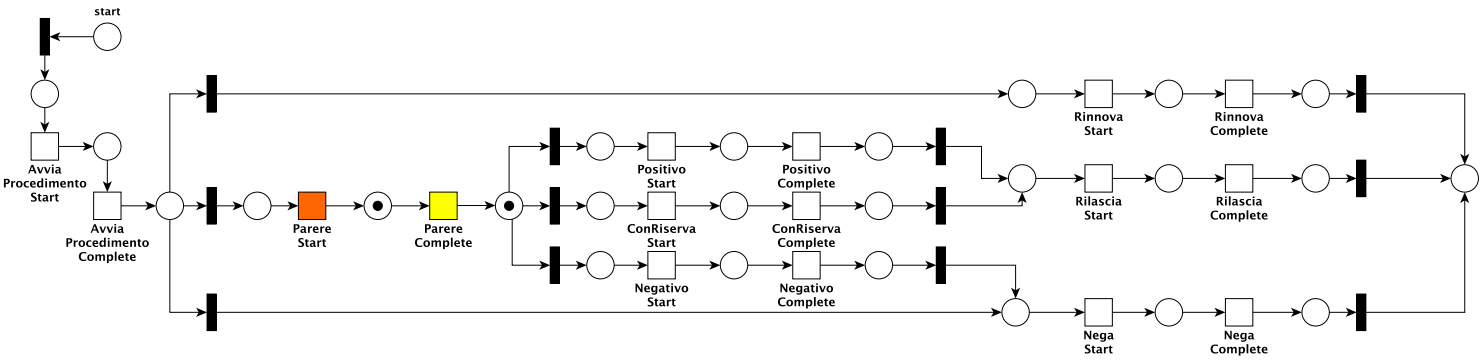 start
Avvia
Procedimento
Start
Avvia
Procedimento
Complete
Parere
Start
Parere
Complete
Positivo
Start
Positivo
Complete
ConRiserva
Start
ConRiserva
Complete
Negativo
Start
Negativo
Complete
Rinnova
Start
Rinnova
Complete
Rilascia
Start
Rilascia
Complete
Nega
Start
Nega
Complete